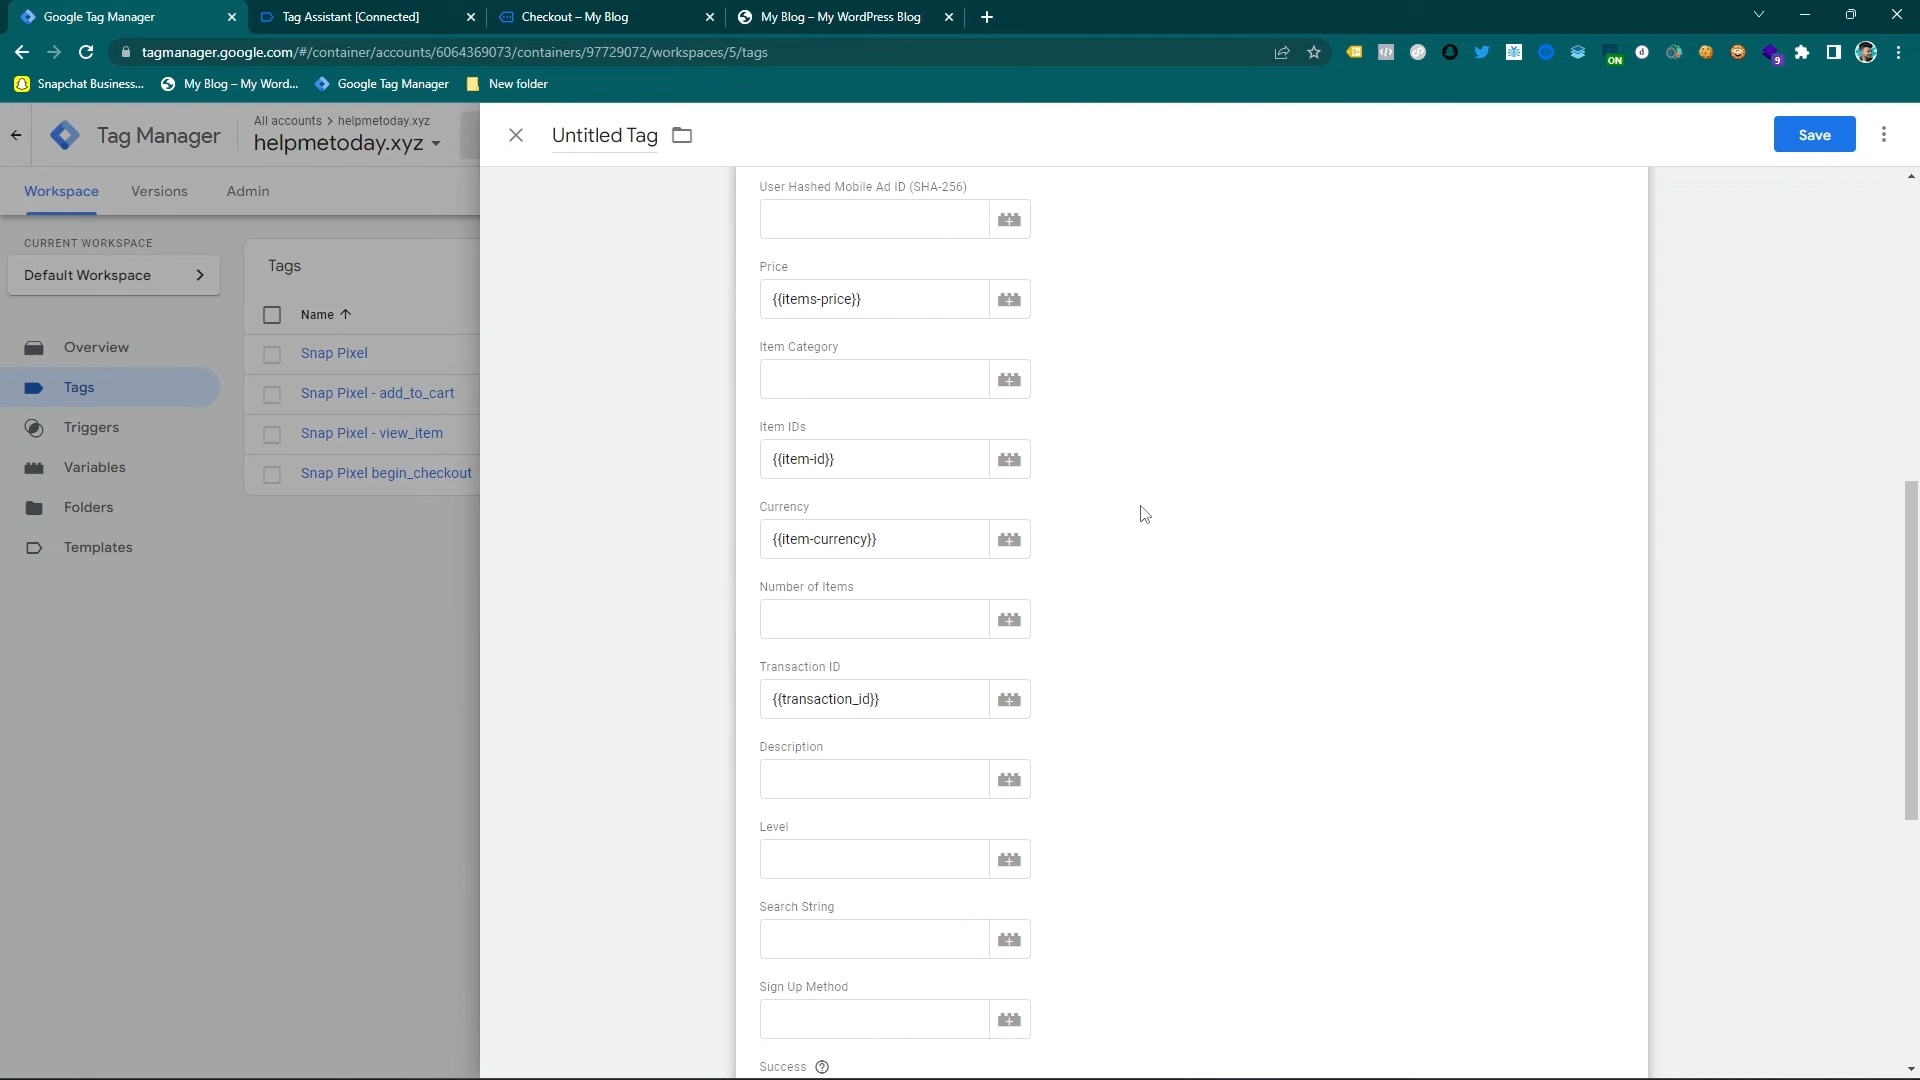 Google Tag Manager
Tag Assistant [Connected]
Checkout – My Blog
My Blog – My WordPress Blog
tagmanager.google.com/#/container/accounts/6064369073/containers/97729072/workspaces/5/tags
ON
9
Snapchat Business...
My Blog – My Word...
Google Tag Manager
New folder
Tag Manager
All accounts > helpmetoday.xyz
helpmetoday.xyz
Untitled Tag
Save
Workspace
Versions
Admin
CURRENT WORKSPACE
Default Workspace
Overview
Tags
Triggers
Variables
Folders
Templates
Tags
Name
Snap Pixel
Snap Pixel - add_to_cart
Snap Pixel - view_item
Snap Pixel begin_checkout
User Hashed Mobile Ad ID (SHA-256)
Price
{{items-price}}
Item Category
Item IDs
{{item-id}}
Currency
{{item-currency}}
Number of Items
Transaction ID
{{transaction_id}}
Description
Level
Search String
Sign Up Method
Success